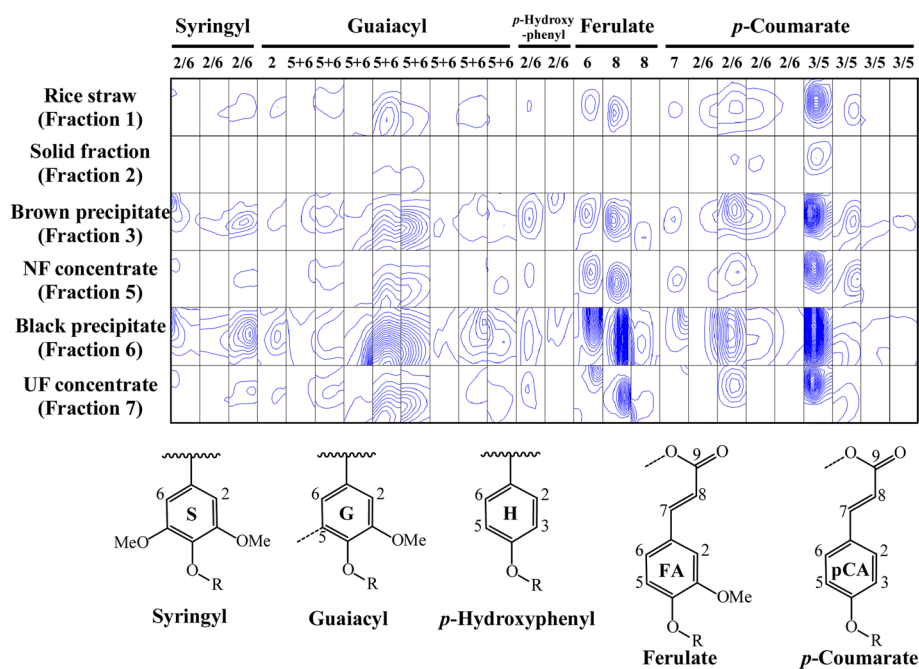 Syringyl Guaiacyl p-Hydroxy Ferulate p-Coumarate
-phenyl
2/6 2/6 2/6 2 5+6 5+6 5+6 5+6 5+6 5+6 5+6 5+6 2/6 2/6 6 8 8 7 2/6 2/6 2/6 2/6 3/5 3/5 3/5 3/5
Rice straw
(Fraction 1)
Solid fraction
(Fraction 2)
Brown precipitate
(Fraction 3)
NF concentrate
(Fraction 5)
Black precipitate
(Fraction 6)
UF concentrate
(Fraction 7)
6 2
S
MeO OMe
O
R
Syringyl
6 2
G
5
OMe
O
R
Guaiacyl
6 2
H
5 3
O
R
p-Hydroxyphenyl
O 9 O
8
7
6 2
FA
5
OMe
O
R
Ferulate
O 9 O
8
7
6 2
pCA
5 3
O
R
p-Coumarate